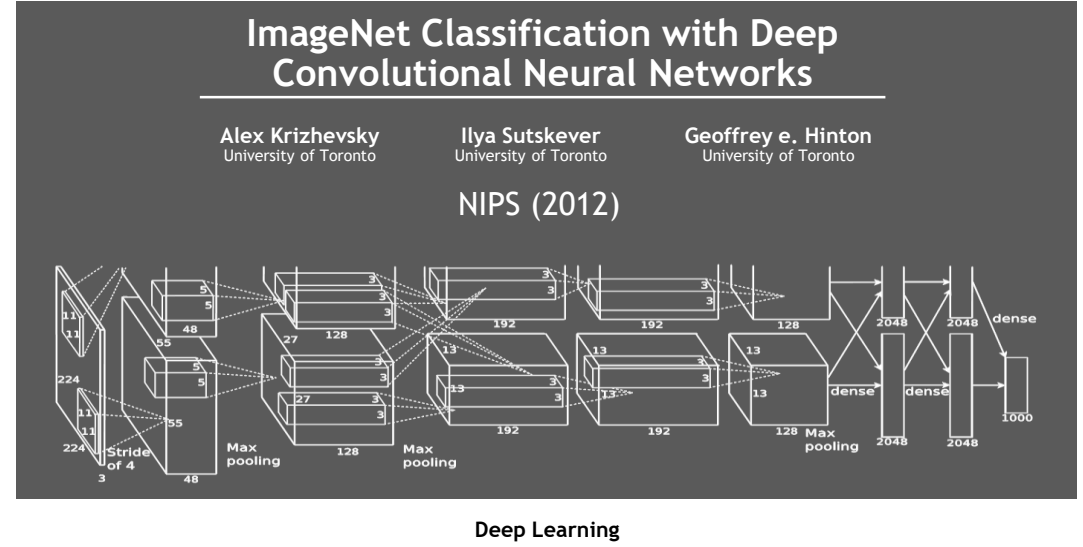 ImageNet Classification with Deep
Convolutional Neural Networks
Alex Krizhevsky Ilya Sutskever Geoffrey e. Hinton
University of Toronto University of Toronto University of Toronto
NIPS (2012)
5 3 3 3
11 5 3 3 3 3
11 48 128 192 192 128 2048 2048 dense
55 27
224 5 3 13 3 13 3 13
11 5 27 3 13 3 13 3 13 dense dense
11 55 3 3 3 1000
224 Stride of 4 Max pooling 128 Max pooling 192 192 128 Max pooling 2048 2048
3 48
Deep Learning